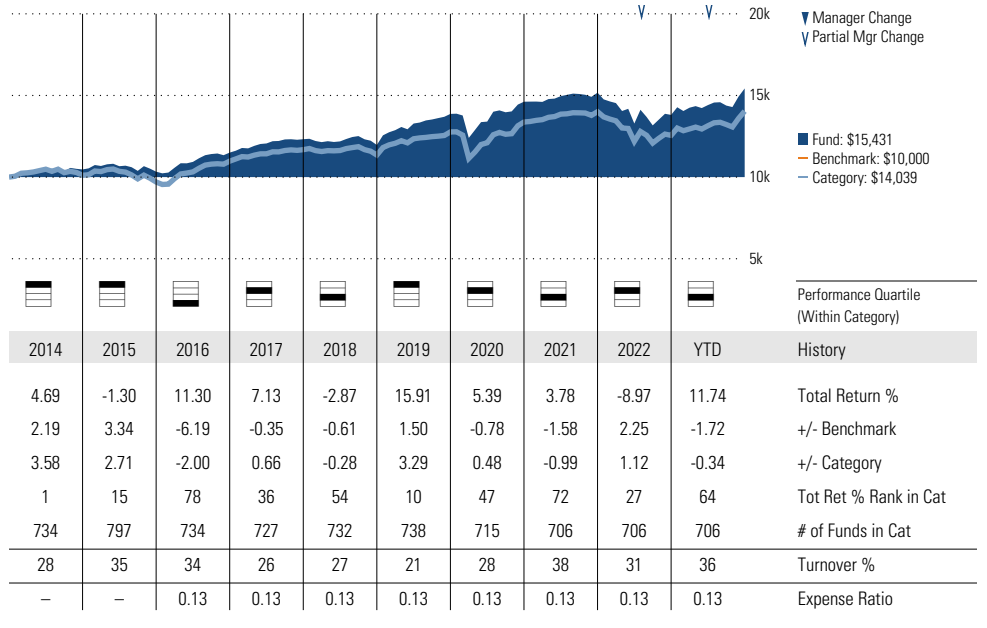 20k
▼ Manager Change
Partial Mgr Change
15k
Fund: $15,431
Benchmark: $10,000
Category: $14,039
10k
5k
Performance Quartile
(Within Category)
2014 2015 2016 2017 2018 2019 2020 2021 2022 YTD History
4.69 -1.30 11.30 7.13 -2.87 15.91 5.39 3.78 -8.97 11.74 Total Return %
2.19 3.34 -6.19 -0.35 -0.61 1.50 -0.78 -1.58 2.25 -1.72 +/- Benchmark
3.58 2.71 -2.00 0.66 -0.28 3.29 0.48 -0.99 1.12 -0.34 +/- Category
1 15 78 36 54 10 47 72 27 64 Tot Ret % Rank in Cat
734 797 734 727 732 738 715 706 706 706 # of Funds in Cat
28 35 34 26 27 21 28 38 31 36 Turnover %
– – 0.13 0.13 0.13 0.13 0.13 0.13 0.13 0.13 Expense Ratio